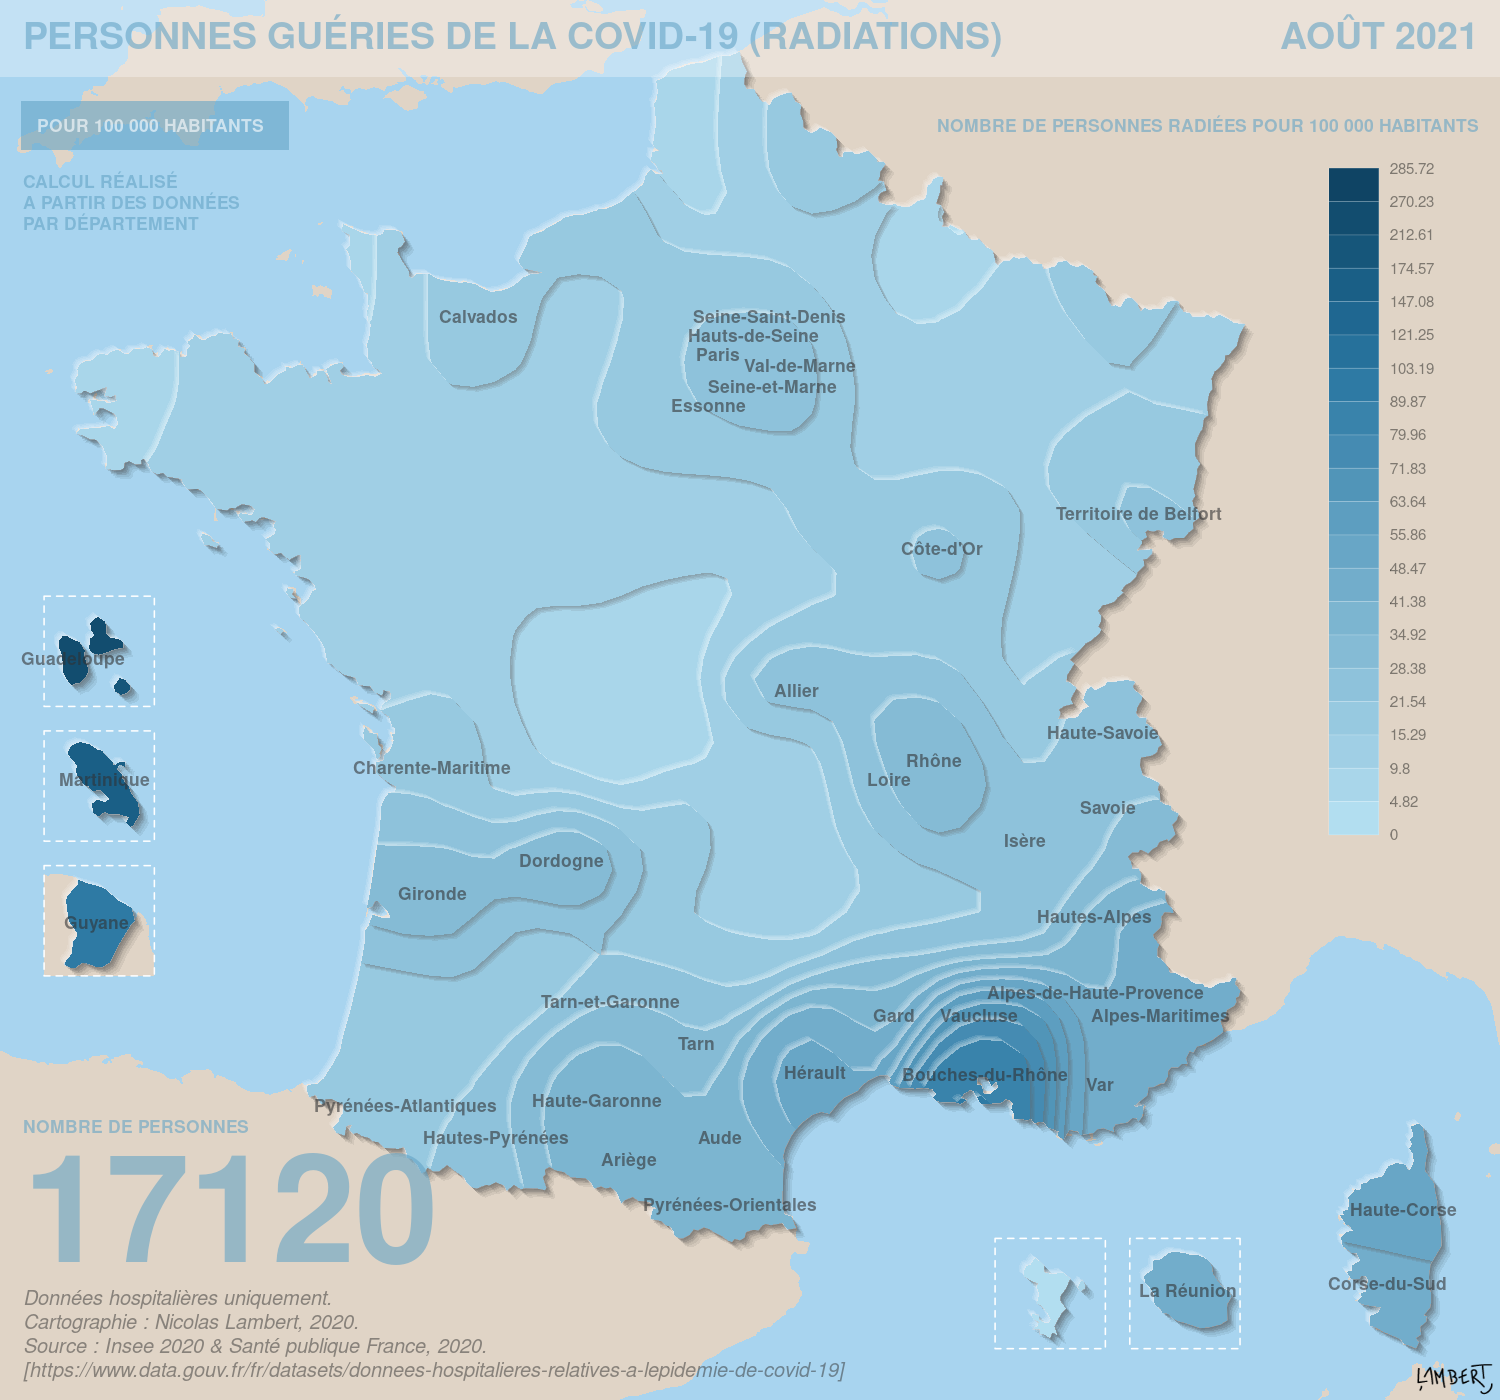 PERSONNES GUÉRIES DE LA COVID-19 (RADIATIONS)
AOÛT 2021
POUR 100 000 HABITANTS
CALCUL RÉALISÉ
A PARTIR DES DONNÉES
PAR DÉPARTEMENT
NOMBRE DE PERSONNES RADIÉES POUR 100 000 HABITANTS
285.72
270.23
212.61
174.57
147.08
121.25
103.19
89.87
79.96
71.83
63.64
55.86
48.47
41.38
34.92
28.38
21.54
15.29
9.8
4.82
0
Calvados
Seine-Saint-Denis
Hauts-de-Seine
Paris
Val-de-Marne
Seine-et-Marne
Essonne
Territoire de Belfort
Côte-d'Or
Guadeloupe
Allier
Haute-Savoie
Charente-Maritime
Rhône
Loire
Martinique
Savoie
Isère
Dordogne
Gironde
Guyane
Hautes-Alpes
Alpes-de-Haute-Provence
Tarn-et-Garonne
Gard
Vaucluse
Alpes-Maritimes
Tarn
Hérault
Bouches-du-Rhône
Var
Haute-Garonne
Pyrénées-Atlantiques
Hautes-Pyrénées
Aude
Ariège
Pyrénées-Orientales
Haute-Corse
Corse-du-Sud
La Réunion
NOMBRE DE PERSONNES
17120
Données hospitalières uniquement.
Cartographie : Nicolas Lambert, 2020.
Source : Insee 2020 & Santé publique France, 2020.
[https://www.data.gouv.fr/fr/datasets/donnees-hospitalieres-relatives-a-lepidemie-de-covid-19]
LAMBERT